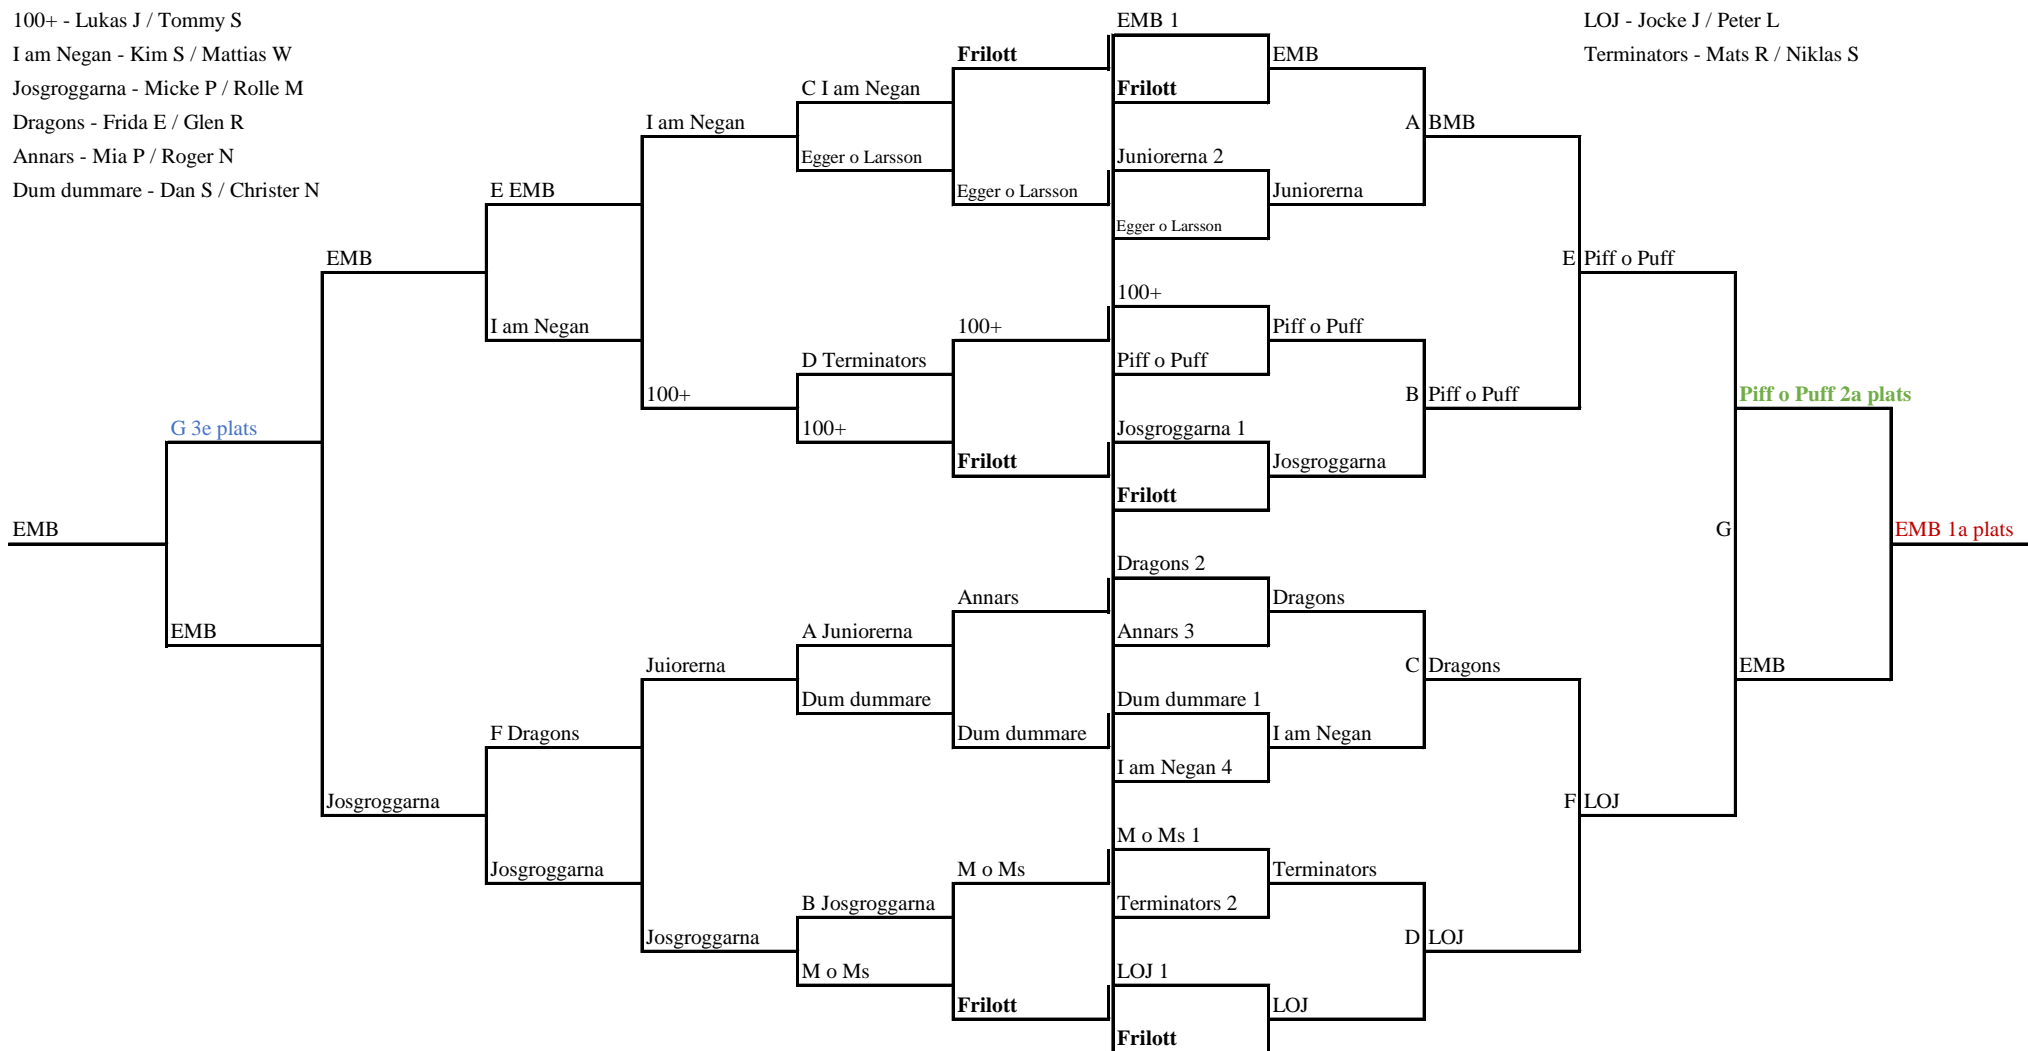 100+ - Lukas J / Tommy S
I am Negan - Kim S / Mattias W
Josgroggarna - Micke P / Rolle M
Dragons - Frida E / Glen R
Annars - Mia P / Roger N
Dum dummare - Dan S / Christer N
LOJ - Jocke J / Peter L
Terminators - Mats R / Niklas S
EMB
G 3e plats
EMB
EMB
Josgroggarna
E EMB
I am Negan
F Dragons
Josgroggarna
I am Negan
100+
Juiorerna
Josgroggarna
C I am Negan
Egger o Larsson
D Terminators
100+
A Juniorerna
Dum dummare
B Josgroggarna
M o Ms
Frilott
Egger o Larsson
100+
Frilott
Annars
Dum dummare
M o Ms
Frilott
EMB 1
Frilott
Juniorerna 2
Egger o Larsson
100+
Piff o Puff
Josgroggarna 1
Frilott
Dragons 2
Annars 3
Dum dummare 1
I am Negan 4
M o Ms 1
Terminators 2
LOJ 1
Frilott
EMB
Juniorerna
Piff o Puff
Josgroggarna
Dragons
I am Negan
Terminators
LOJ
A BMB
B Piff o Puff
C Dragons
D LOJ
E Piff o Puff
F LOJ
G
Piff o Puff 2a plats
EMB
EMB 1a plats